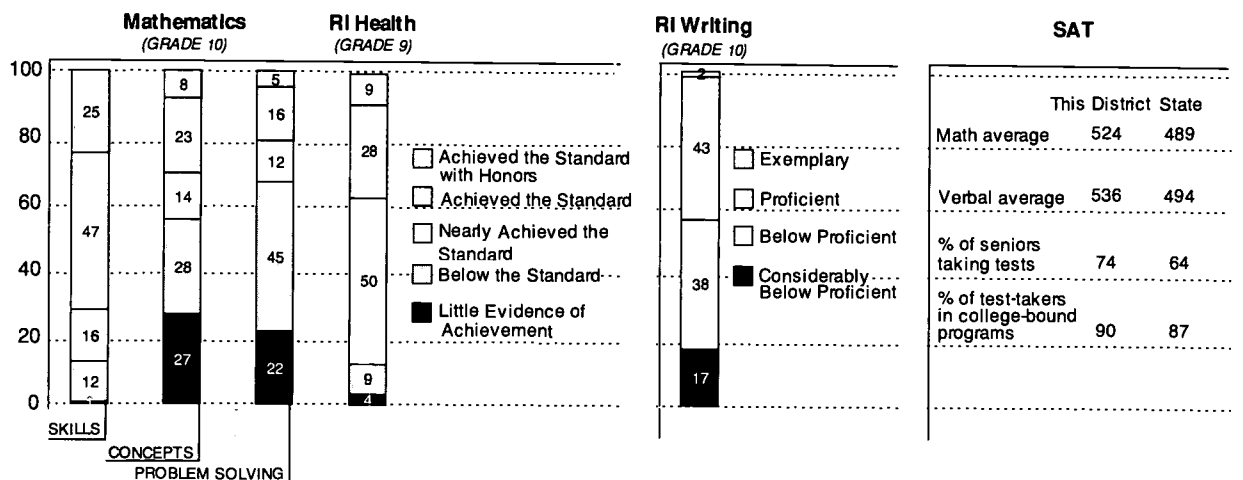 Mathematics
(GRADE 10)
RI Health
(GRADE 9)
RI Writing
(GRADE 10)
SAT
100
80
60
40
20
0
25
47
16
12
8
23
14
28
27
5
16
12
45
22
9
28
50
9
4
Achieved the Standard
with Honors
Achieved the Standard
Nearly Achieved the
Standard
Below the Standard
Little Evidence of
Achievement
SKILLS
CONCEPTS
PROBLEM SOLVING
2
43
38
17
Exemplary
Proficient
Below Proficient
Considerably
Below Proficient
This District State
Math average 524 489
Verbal average 536 494
% of seniors
taking tests 74 64
% of test-takers
in college-bound
programs 90 87